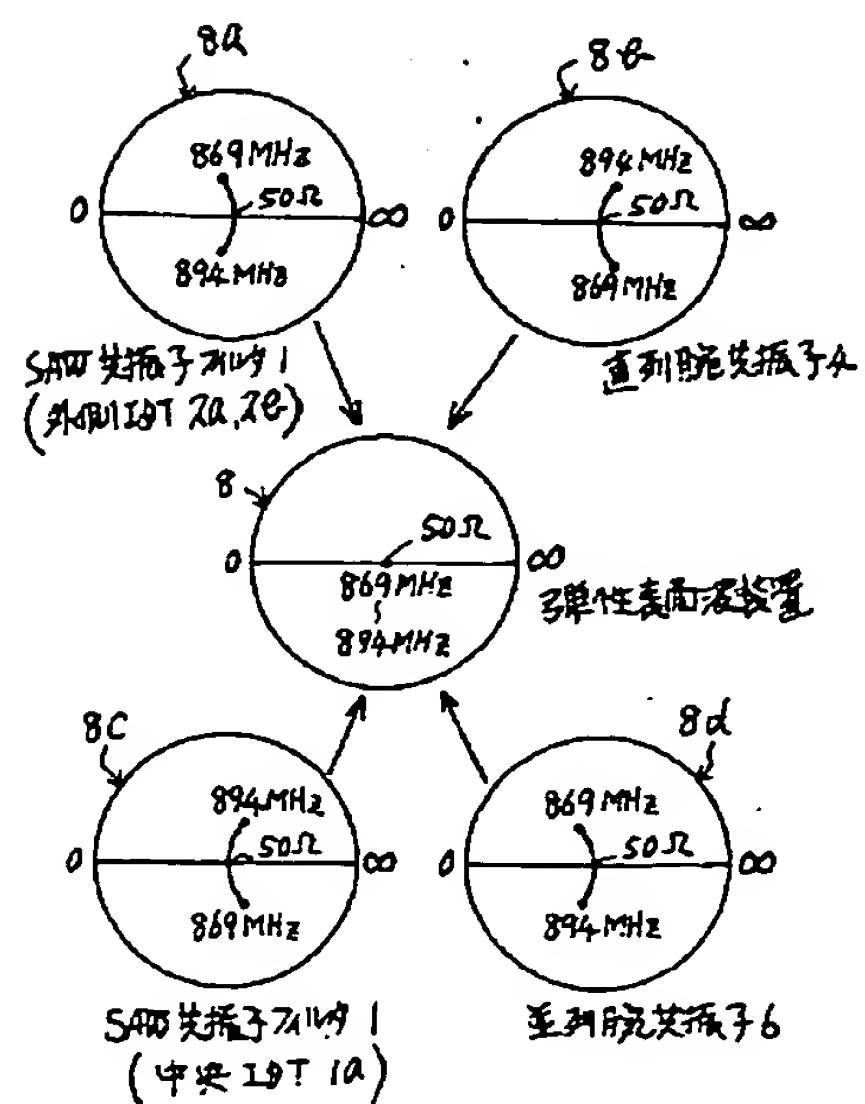 8a
869MHz
0 50Ω ∞
894MHz
SAW共振子フィルタ1
(外側IDT 2a,2b)
8b
894MHz
0 50Ω ∞
869MHz
直列腕共振子4
8
0 50Ω ∞
869MHz
~
894MHz
弾性表面波装置
8c
894MHz
0 50Ω ∞
869MHz
SAW共振子フィルタ1
(中央IDT 1a)
8d
869MHz
0 50Ω ∞
894MHz
並列腕共振子6